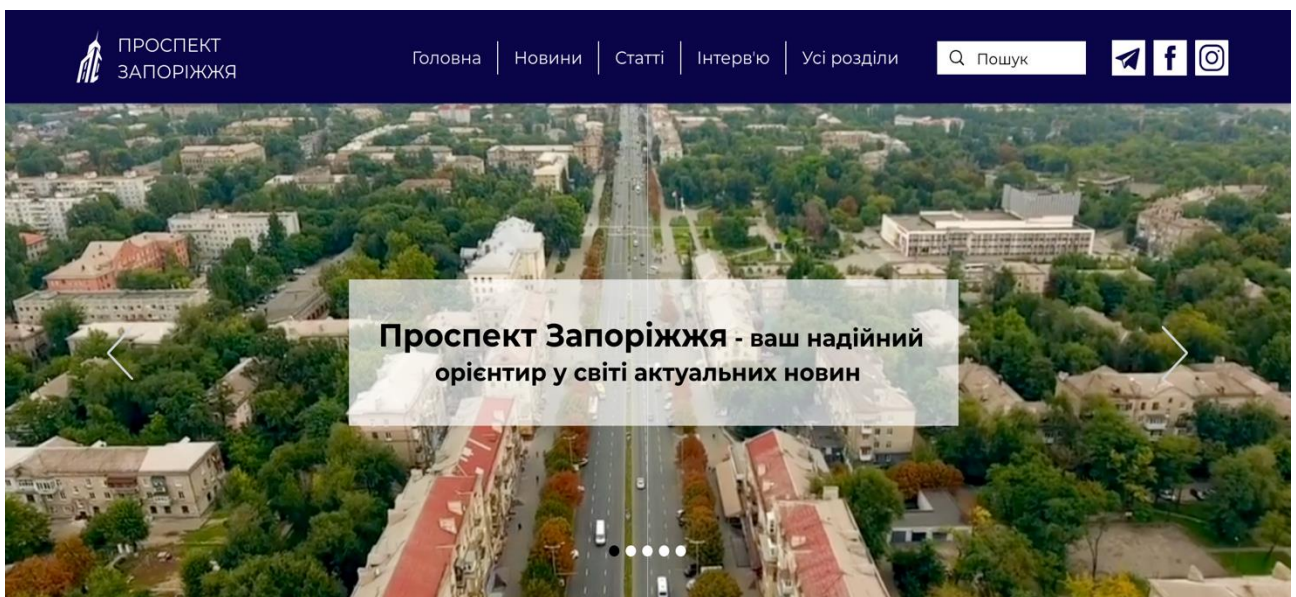 ПРОСПЕКТ
ЗАПОРІЖЖЯ
Головна
Новини
Статті
Інтерв'ю
Усі розділи
Пошук
Проспект Запоріжжя - ваш надійний
орієнтир у світі актуальних новин